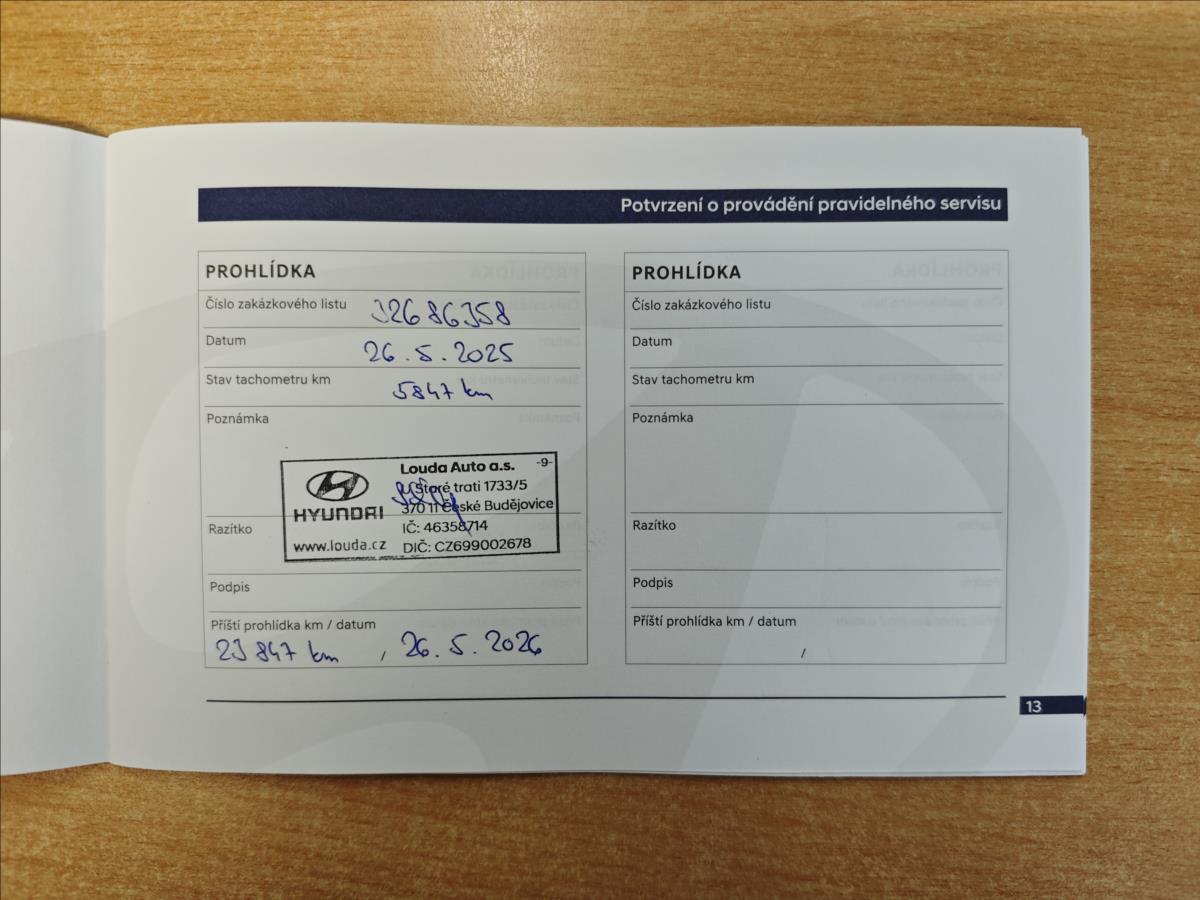 Potvrzení o provádění pravidelného servisu
PROHLÍDKA
Číslo zakázkového listu 32686358
Datum 26.5.2025
Stav tachometru km 5847 km
Poznámka
HYUNDAI
www.louda.cz
Louda Auto a.s. -9-
Staré trati 1733/5
370 11 České Budějovice
IČ: 46358714
DIČ: CZ699002678
Razítko
Podpis
Příští prohlídka km / datum
23 847 km / 26.5.2026
PROHLÍDKA
Číslo zakázkového listu
Datum
Stav tachometru km
Poznámka
Razítko
Podpis
Příští prohlídka km / datum
/
13